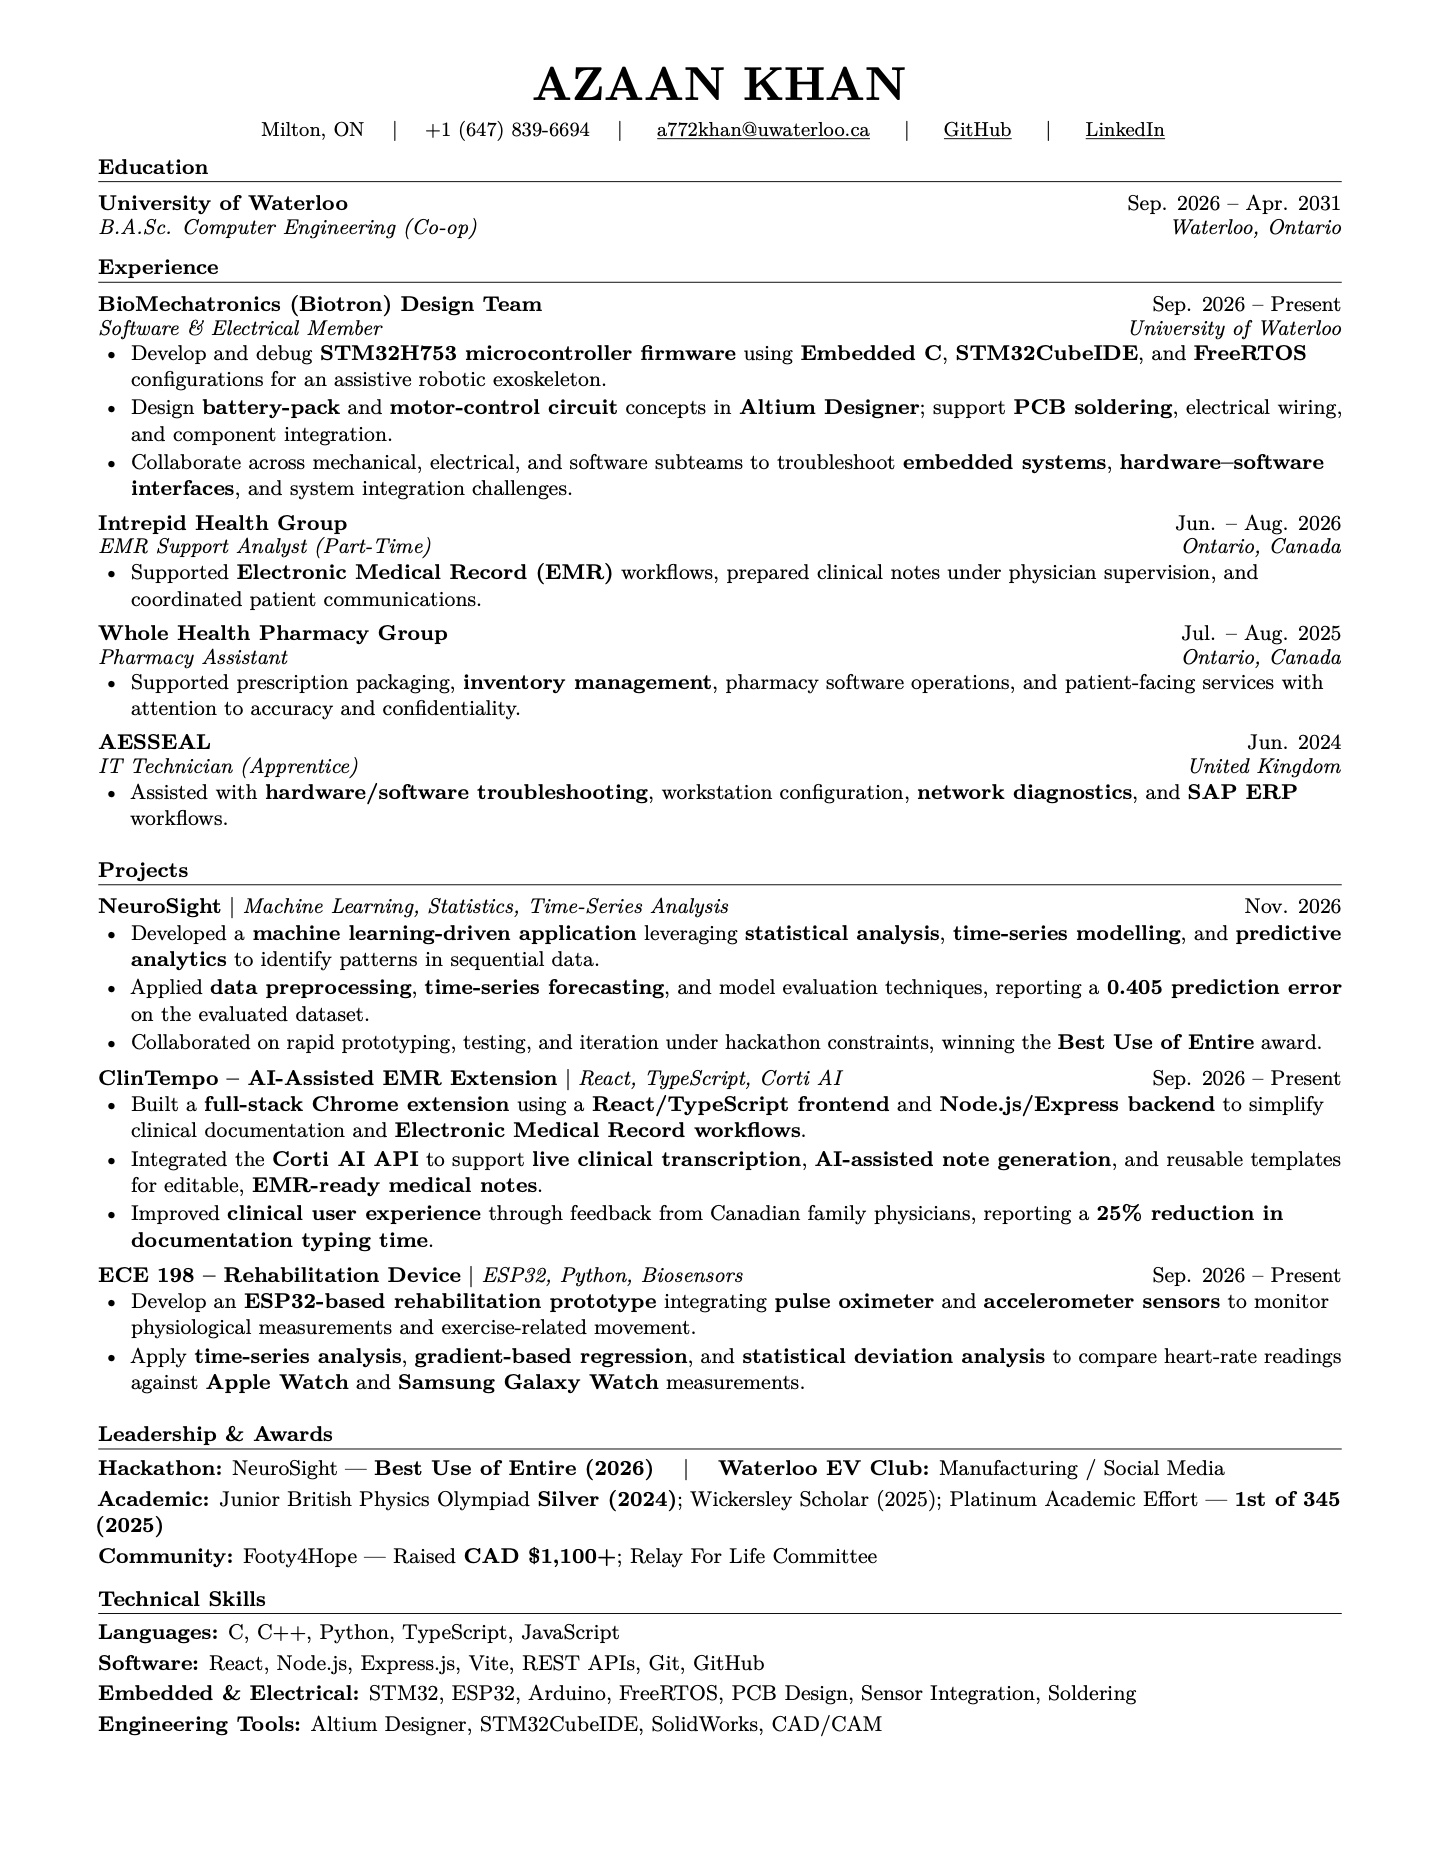 AZAAN KHAN
Milton, ON | +1 (647) 839-6694 | a772khan@uwaterloo.ca | GitHub | LinkedIn
Education
University of Waterloo Sep. 2026 – Apr. 2031
B.A.Sc. Computer Engineering (Co-op) Waterloo, Ontario
Experience
BioMechatronics (Biotron) Design Team Sep. 2026 – Present
Software & Electrical Member University of Waterloo
• Develop and debug STM32H753 microcontroller firmware using Embedded C, STM32CubeIDE, and FreeRTOS
configurations for an assistive robotic exoskeleton.
• Design battery-pack and motor-control circuit concepts in Altium Designer; support PCB soldering, electrical wiring,
and component integration.
• Collaborate across mechanical, electrical, and software subteams to troubleshoot embedded systems, hardware–software
interfaces, and system integration challenges.
Intrepid Health Group Jun. – Aug. 2026
EMR Support Analyst (Part-Time) Ontario, Canada
• Supported Electronic Medical Record (EMR) workflows, prepared clinical notes under physician supervision, and
coordinated patient communications.
Whole Health Pharmacy Group Jul. – Aug. 2025
Pharmacy Assistant Ontario, Canada
• Supported prescription packaging, inventory management, pharmacy software operations, and patient-facing services with
attention to accuracy and confidentiality.
AESSEAL Jun. 2024
IT Technician (Apprentice) United Kingdom
• Assisted with hardware/software troubleshooting, workstation configuration, network diagnostics, and SAP ERP
workflows.
Projects
NeuroSight | Machine Learning, Statistics, Time-Series Analysis Nov. 2026
• Developed a machine learning-driven application leveraging statistical analysis, time-series modelling, and predictive
analytics to identify patterns in sequential data.
• Applied data preprocessing, time-series forecasting, and model evaluation techniques, reporting a 0.405 prediction error
on the evaluated dataset.
• Collaborated on rapid prototyping, testing, and iteration under hackathon constraints, winning the Best Use of Entire award.
ClinTempo – AI-Assisted EMR Extension | React, TypeScript, Corti AI Sep. 2026 – Present
• Built a full-stack Chrome extension using a React/TypeScript frontend and Node.js/Express backend to simplify
clinical documentation and Electronic Medical Record workflows.
• Integrated the Corti AI API to support live clinical transcription, AI-assisted note generation, and reusable templates
for editable, EMR-ready medical notes.
• Improved clinical user experience through feedback from Canadian family physicians, reporting a 25% reduction in
documentation typing time.
ECE 198 – Rehabilitation Device | ESP32, Python, Biosensors Sep. 2026 – Present
• Develop an ESP32-based rehabilitation prototype integrating pulse oximeter and accelerometer sensors to monitor
physiological measurements and exercise-related movement.
• Apply time-series analysis, gradient-based regression, and statistical deviation analysis to compare heart-rate readings
against Apple Watch and Samsung Galaxy Watch measurements.
Leadership & Awards
Hackathon: NeuroSight — Best Use of Entire (2026) | Waterloo EV Club: Manufacturing / Social Media
Academic: Junior British Physics Olympiad Silver (2024); Wickersley Scholar (2025); Platinum Academic Effort — 1st of 345
(2025)
Community: Footy4Hope — Raised CAD $1,100+; Relay For Life Committee
Technical Skills
Languages: C, C++, Python, TypeScript, JavaScript
Software: React, Node.js, Express.js, Vite, REST APIs, Git, GitHub
Embedded & Electrical: STM32, ESP32, Arduino, FreeRTOS, PCB Design, Sensor Integration, Soldering
Engineering Tools: Altium Designer, STM32CubeIDE, SolidWorks, CAD/CAM